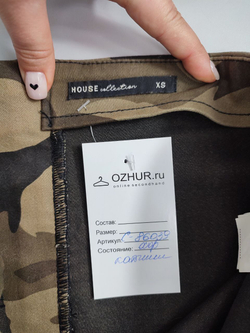 HOUSE collection XS
OZHUR.ru
online secondhand
Состав:
Размер:
Артикул:
Состояние: